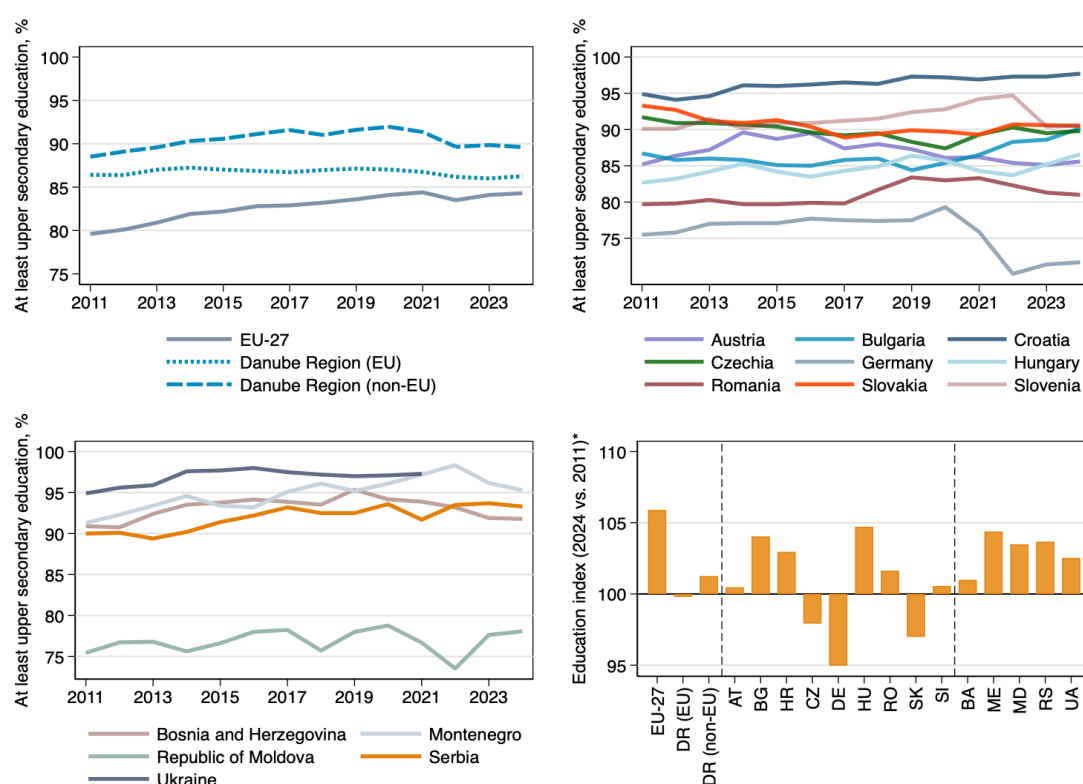 At least upper secondary education, %
100
95
90
85
80
75
2011 2013 2015 2017 2019 2021 2023
EU-27
Danube Region (EU)
Danube Region (non-EU)
At least upper secondary education, %
100
95
90
85
80
75
2011 2013 2015 2017 2019 2021 2023
Austria Bulgaria Croatia
Czechia Germany Hungary
Romania Slovakia Slovenia
At least upper secondary education, %
100
95
90
85
80
75
2011 2013 2015 2017 2019 2021 2023
Bosnia and Herzegovina Montenegro
Republic of Moldova Serbia
Ukraine
Education index (2024 vs. 2011)*
110
105
100
95
EU-27 DR (EU) DR (non-EU) AT BG HR CZ DE HU RO SK SI BA ME MD RS UA